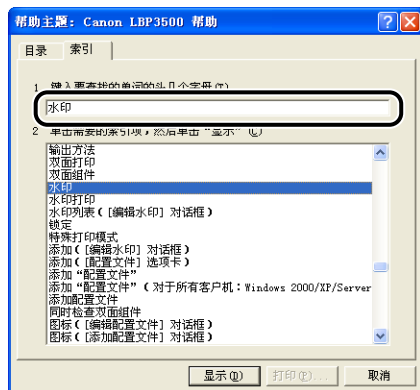 帮助主题: Canon LBP3500 帮助
目录 索引
1 键入要查找的单词的头几个字母(T)
水印
2 单击需要的索引项，然后单击“显示”(C)
输出方法
双面打印
双面组件
水印
水印打印
水印列表([编辑水印] 对话框)
锁定
特殊打印模式
添加([编辑水印] 对话框)
添加([配置文件] 选项卡)
添加“配置文件”
添加“配置文件”(对于所有客户机：Windows 2000/XP/Server
添加配置文件
同时检查双面组件
图标([编辑配置文件] 对话框)
图标([添加配置文件] 对话框)
显示(D) 打印(P)... 取消